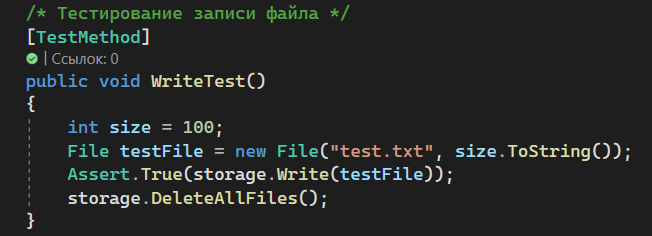 /* Тестирование записи файла */
[TestMethod]
| Ссылок: 0
public void WriteTest()
{
int size = 100;
File testFile = new File("test.txt", size.ToString());
Assert.True(storage.Write(testFile));
storage.DeleteAllFiles();
}